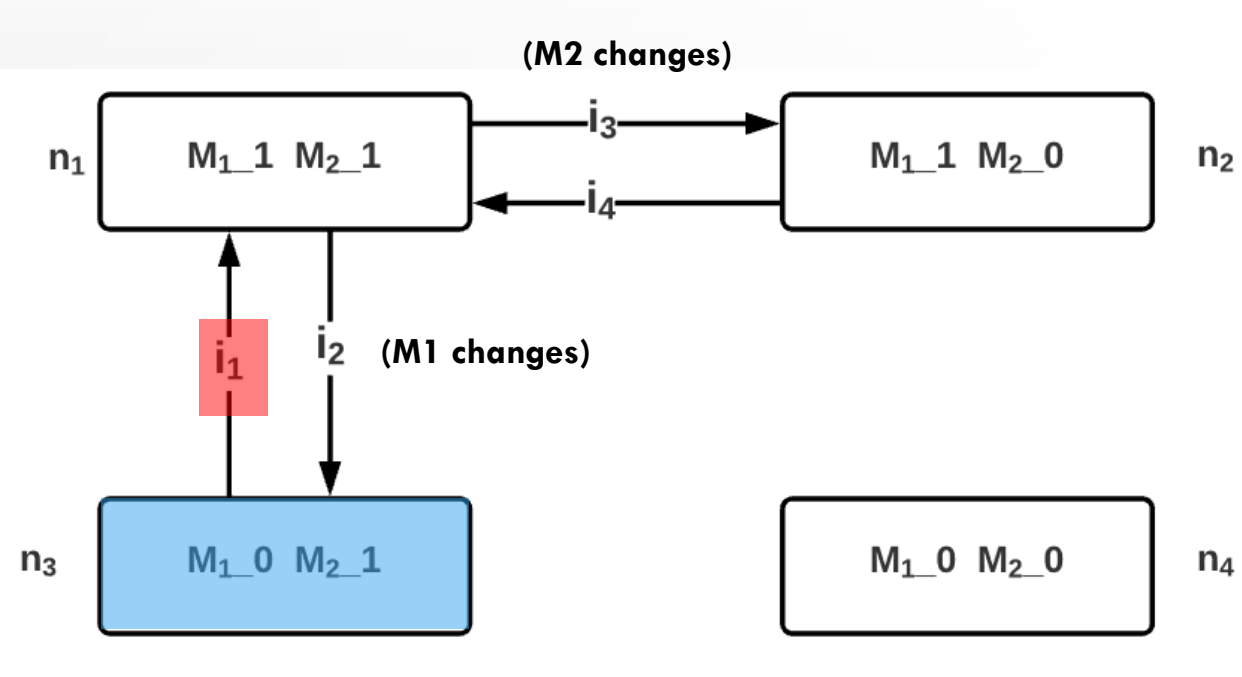 (M2 changes)
i₃
n₁ M₁_1 M₂_1 M₁_1 M₂_0 n₂
i₄
i₁ i₂ (M1 changes)
n₃ M₁_0 M₂_1 M₁_0 M₂_0 n₄